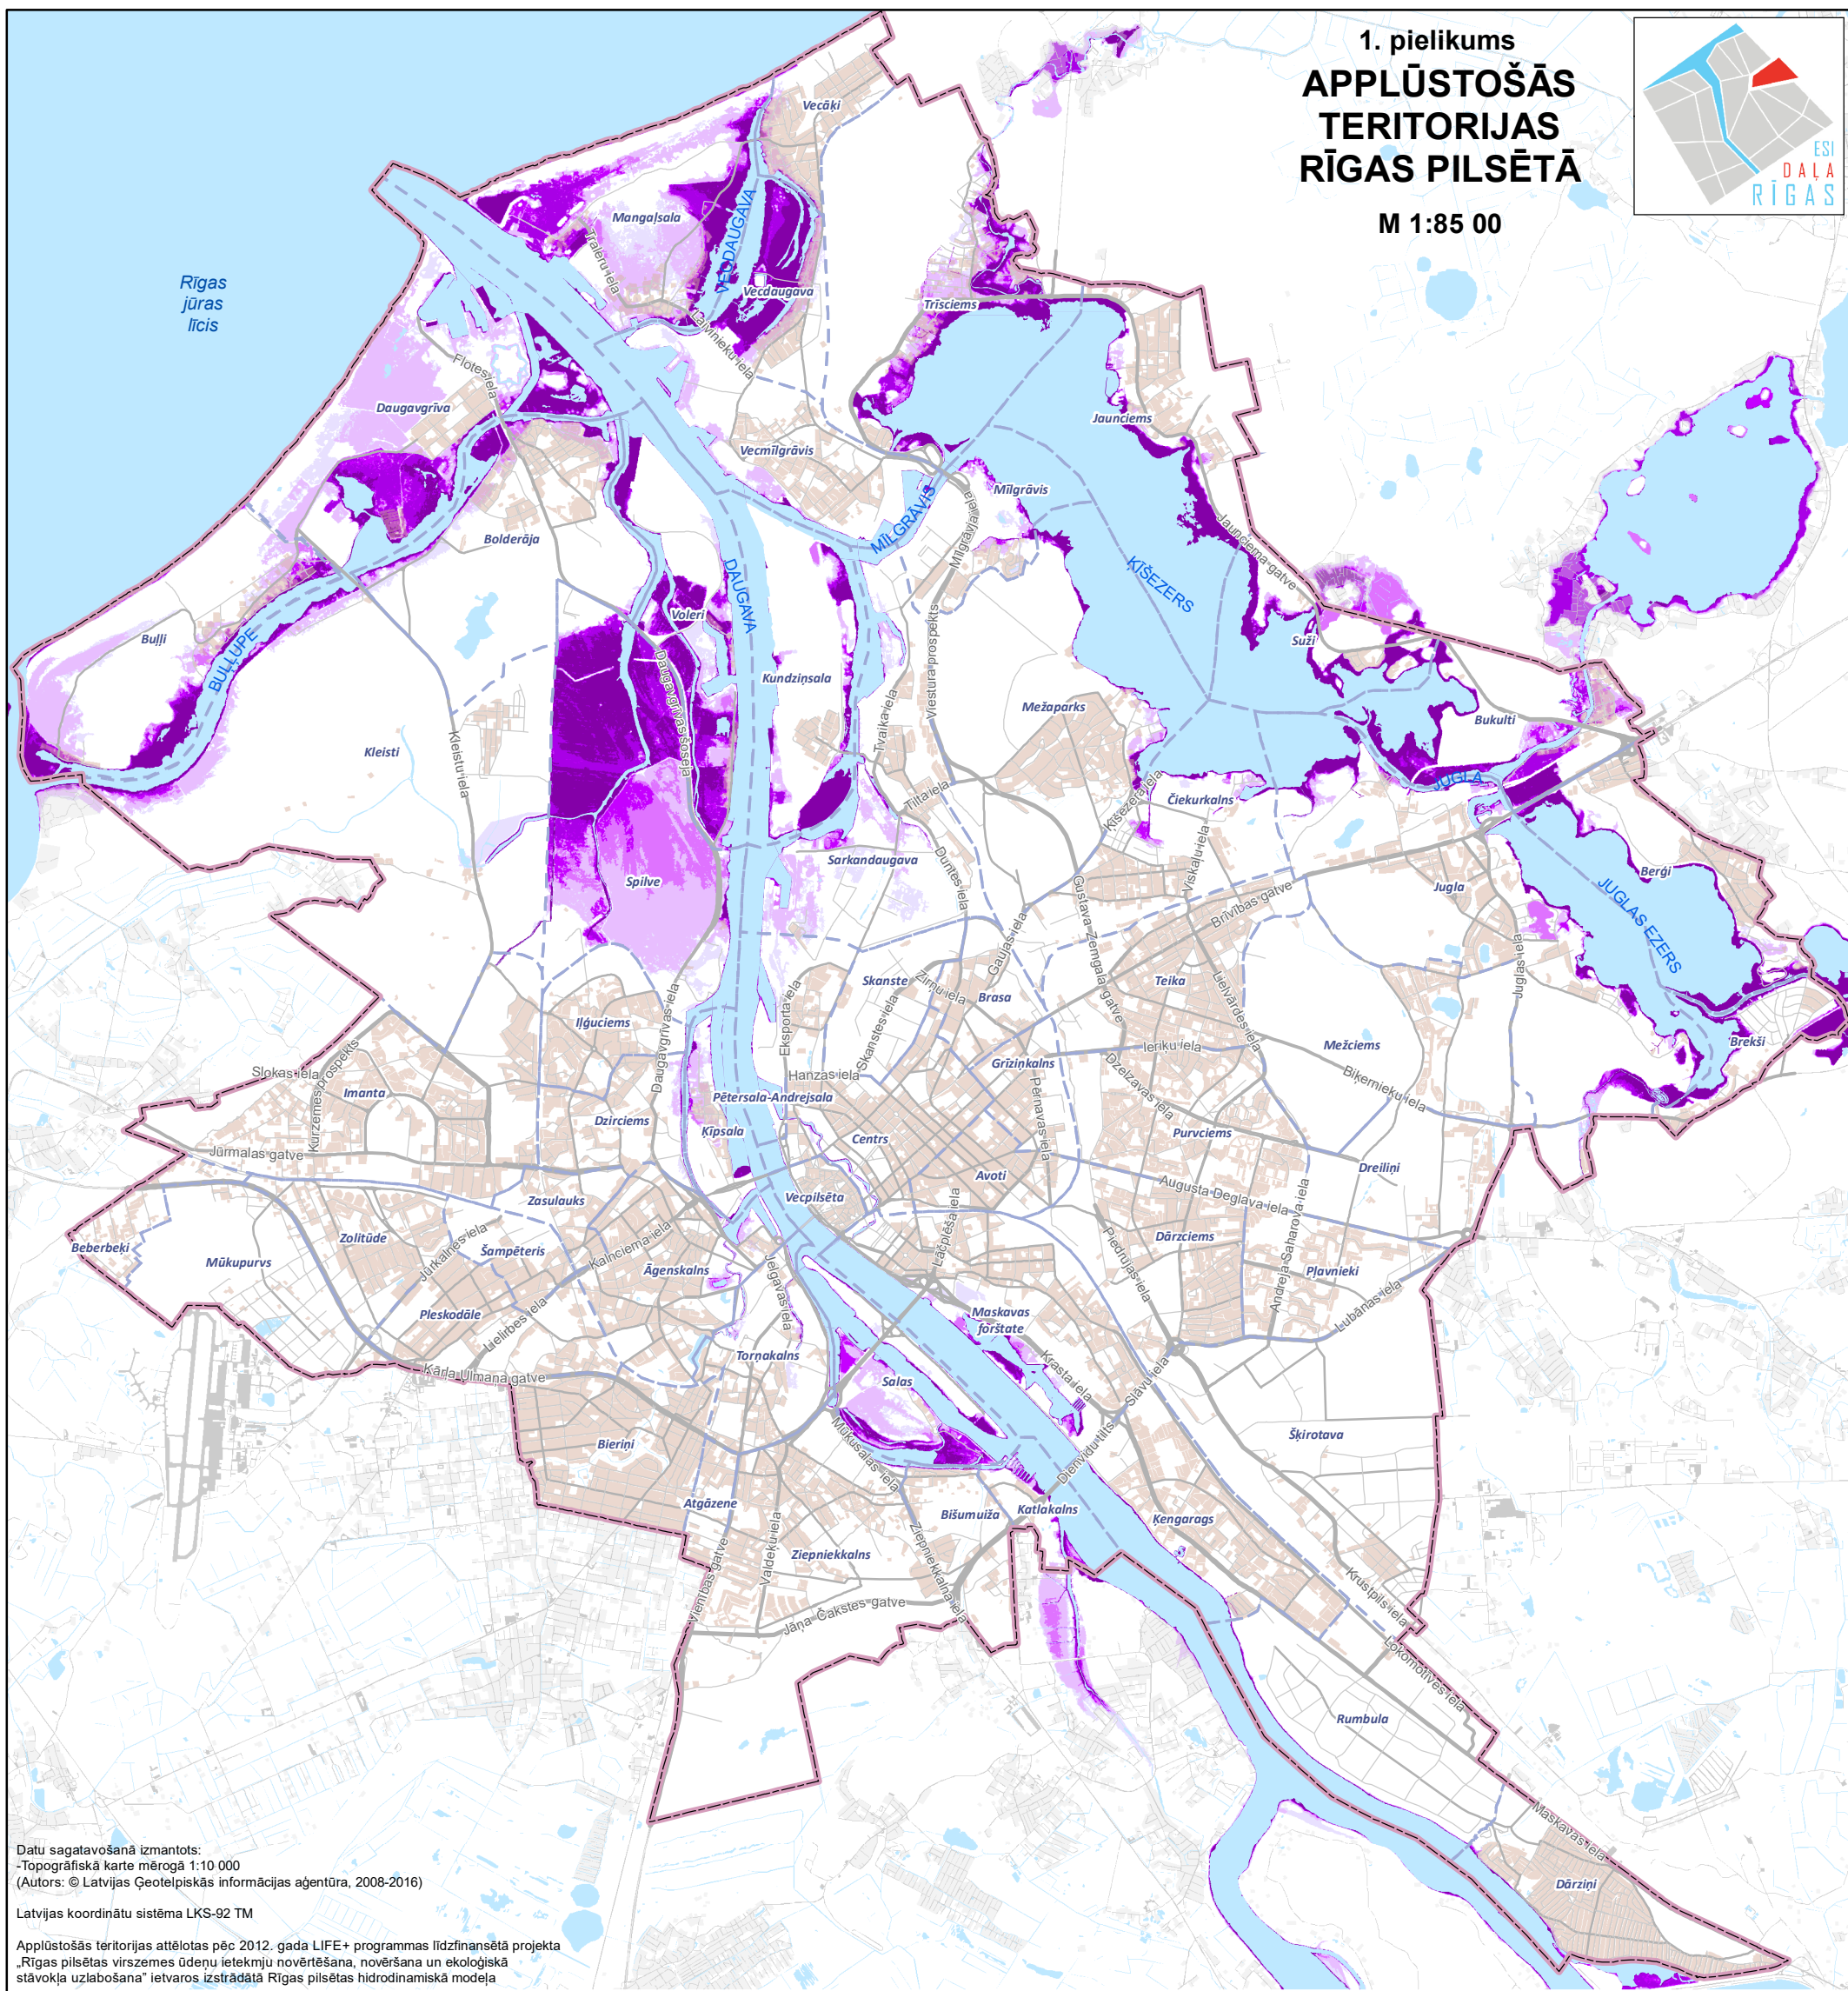 1. pielikums
APPLŪSTOŠĀS
TERITORIJAS
RĪGAS PILSĒTĀ
M 1:85 00
ESI
DAĻA
RĪGAS
Rīgas
jūras
līcis
Vecāķi
Mangaļsala
VECDAUGAVA
Traleru iela
Vecdaugava
Laivinieku iela
Trīsciems
Flotes iela
Daugavgrīva
Jaunciems
Vecmīlgrāvis
Mīlgrāvis
MĪLGRĀVIS
Mīlgrāvja iela
Jaunciema gatve
Bolderāja
DAUGAVA
ĶĪŠEZERS
Voleri
Suži
Buļļi
BUĻĻUPE
Daugavgrīvas šoseja
Kundziņsala
Viestura prospekts
Tvaika iela
Mežaparks
Bukulti
Kleisti
Kleistu iela
Tilta iela
JUGLA
Ķīšezera iela
Čiekurkalns
Sarkandaugava
Duntes iela
Viskaļu iela
Spilve
Gustava Zemgala gatve
Brīvības gatve
Jugla
Berģi
JUGLAS EZERS
Juglas iela
Gaujas iela
Skanste
Zirņu iela
Brasa
Teika
Lielvārdes iela
Iļģuciems
Daugavgrīvas iela
Eksporta iela
Skanstes iela
Mežciems
Brekši
Slokas iela
Kurzemes prospekts
Imanta
Hanzas iela
Grīziņkalns
Ieriķu iela
Biķernieku iela
Dzelzavas iela
Pērnavas iela
Pētersala-Andrejsala
Dzirciems
Ķīpsala
Centrs
Purvciems
Jūrmalas gatve
Dreiliņi
Avoti
Augusta Deglava iela
Zasulauks
Vecpilsēta
Lāčplēša iela
Andreja Saharova iela
Beberbeķi
Mūkupurvs
Zolitūde
Jūrkalnes iela
Šampēteris
Kalnciema iela
Āgenskalns
Jelgavas iela
Piedrujas iela
Dārzciems
Pļavnieki
Lubānas iela
Pleskodāle
Lielirbes iela
Maskavas
forštate
Torņakalns
Krasta iela
Slāvu iela
Kārļa Ulmaņa gatve
Salas
Bieriņi
Mūkusalas iela
Dienvidu tilts
Šķirotava
Atgāzene
Bišumuiža
Katlakalns
Ķengarags
Valdeķu iela
Ziepniekkalns
Ziepniekkalna iela
Vienības gatve
Jāņa Čakstes gatve
Krustpils iela
Lokomotīves iela
Rumbula
Maskavas iela
Dārziņi
Datu sagatavošanā izmantots:
-Topogrāfiskā karte mērogā 1:10 000
(Autors: © Latvijas Ģeotelpiskās informācijas aģentūra, 2008-2016)
Latvijas koordinātu sistēma LKS-92 TM
Applūstošās teritorijas attēlotas pēc 2012. gada LIFE+ programmas līdzfinansētā projekta
„Rīgas pilsētas virszemes ūdeņu ietekmju novērtēšana, novēršana un ekoloģiskā
stāvokļa uzlabošana” ietvaros izstrādātā Rīgas pilsētas hidrodinamiskā modeļa